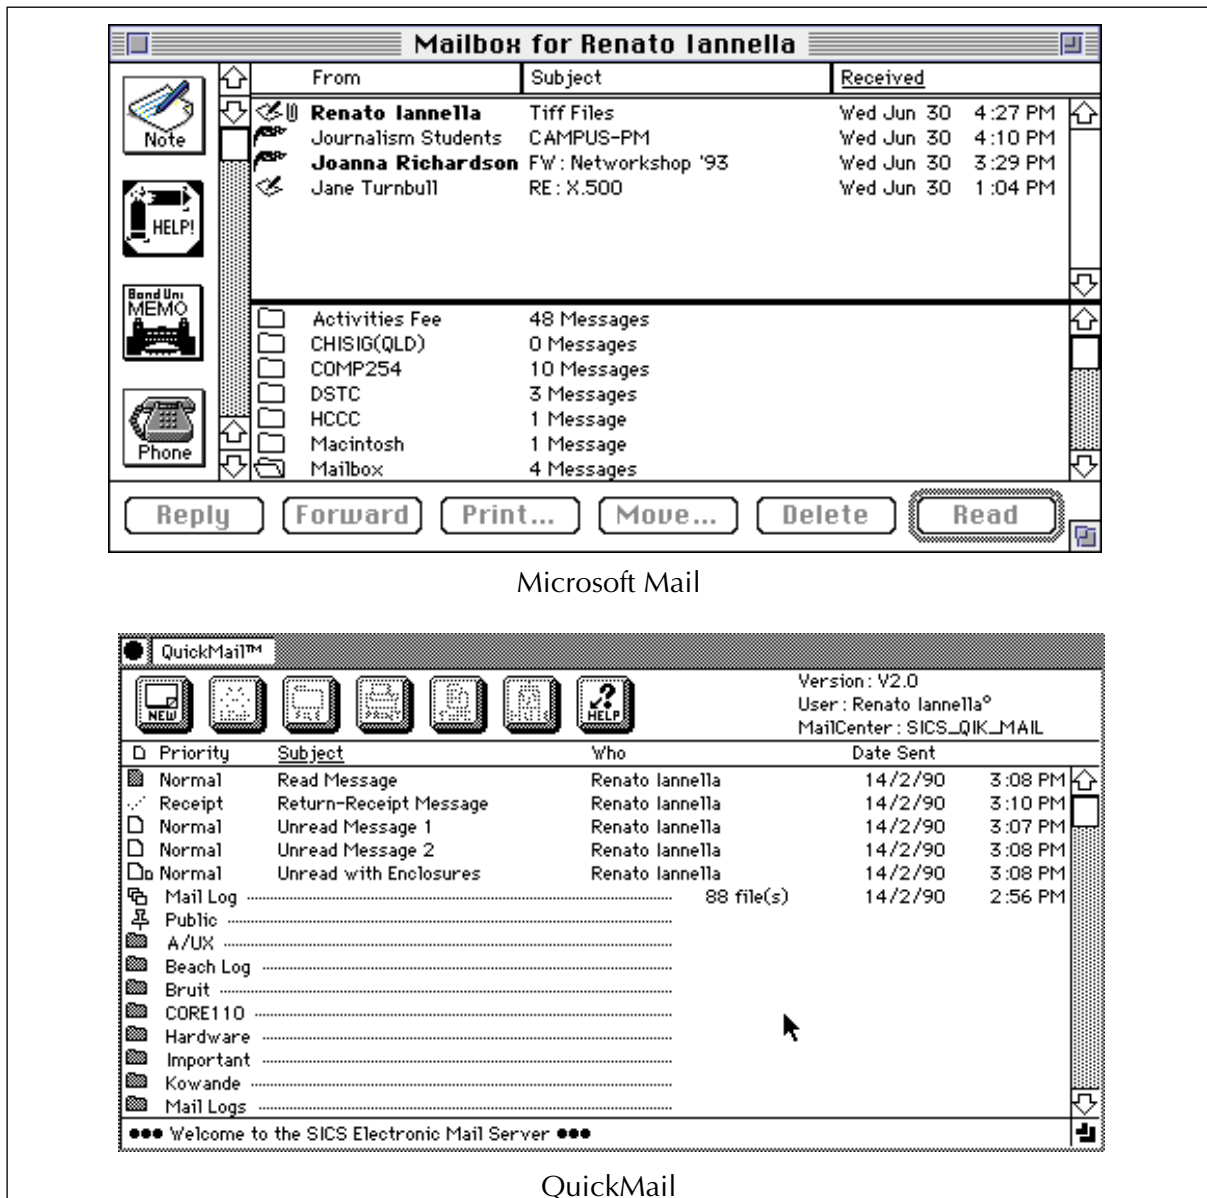 Mailbox for Renato Iannella
From Subject Received
Renato Iannella Tiff Files Wed Jun 30 4:27 PM
Journalism Students CAMPUS-PM Wed Jun 30 4:10 PM
Joanna Richardson FW: Networkshop '93 Wed Jun 30 3:29 PM
Jane Turnbull RE: X.500 Wed Jun 30 1:04 PM
Note
HELP!
Bond Uni
MEMO
Phone
Activities Fee 48 Messages
CHISIG(QLD) 0 Messages
COMP254 10 Messages
DSTC 3 Messages
HCCC 1 Message
Macintosh 1 Message
Mailbox 4 Messages
Reply Forward Print... Move... Delete Read
Microsoft Mail
QuickMail™
NEW
PRINT
HELP
Version: V2.0
User: Renato Iannella°
MailCenter: SICS_QIK_MAIL
Priority Subject Who Date Sent
Normal Read Message Renato Iannella 14/2/90 3:08 PM
Receipt Return-Receipt Message Renato Iannella 14/2/90 3:10 PM
Normal Unread Message 1 Renato Iannella 14/2/90 3:07 PM
Normal Unread Message 2 Renato Iannella 14/2/90 3:08 PM
Normal Unread with Enclosures Renato Iannella 14/2/90 3:08 PM
Mail Log 88 file(s) 14/2/90 2:56 PM
Public
A/UX
Beach Log
Bruit
CORE110
Hardware
Important
Kowande
Mail Logs
●●● Welcome to the SICS Electronic Mail Server ●●●
QuickMail